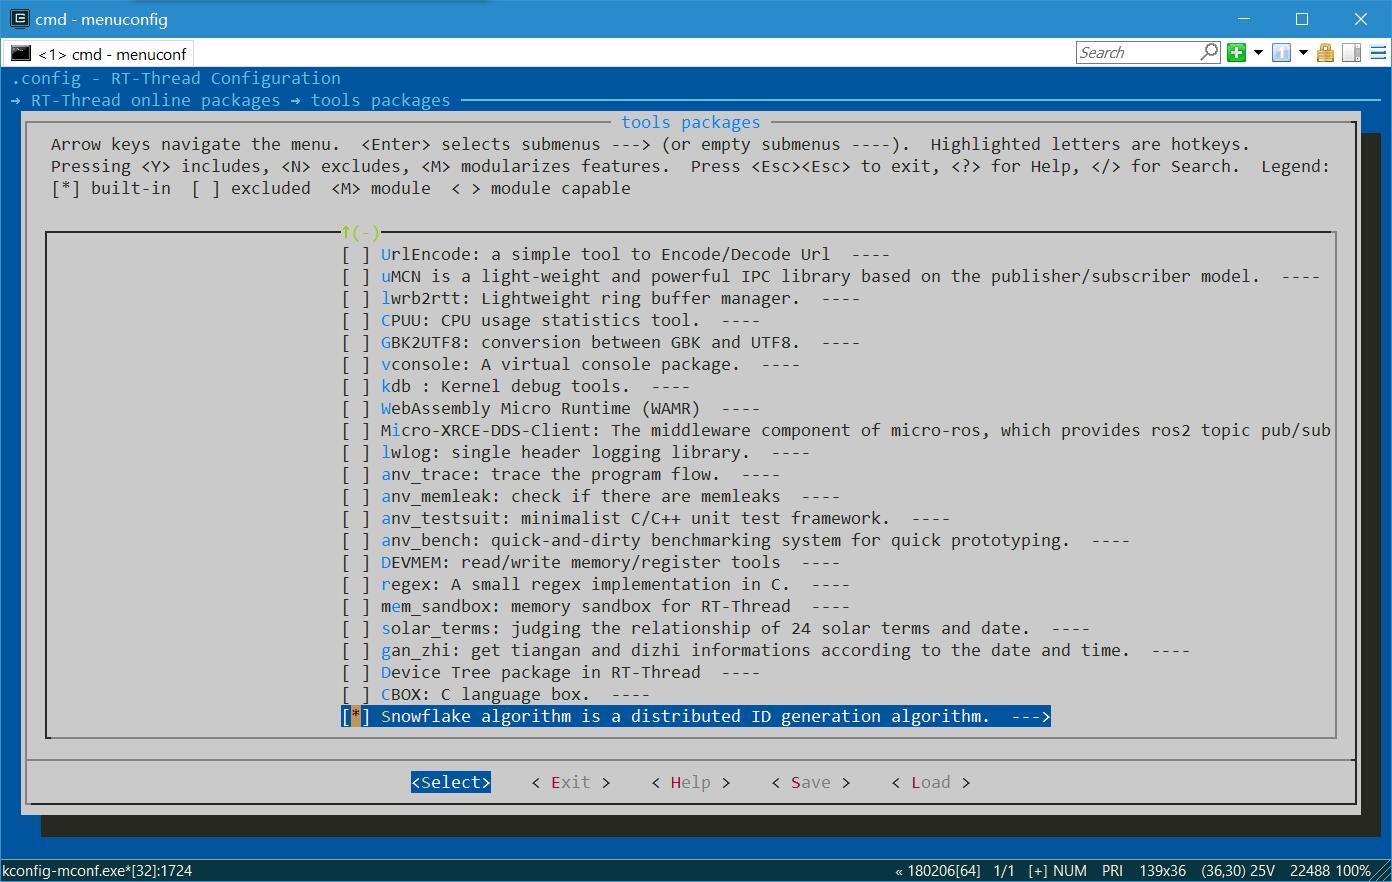 cmd - menuconfig
<1> cmd - menuconf
Search
.config - RT-Thread Configuration
→ RT-Thread online packages → tools packages
tools packages
Arrow keys navigate the menu.  <Enter> selects submenus ---> (or empty submenus ----).  Highlighted letters are hotkeys.
Pressing <Y> includes, <N> excludes, <M> modularizes features.  Press <Esc><Esc> to exit, <?> for Help, </> for Search.  Legend:
[*] built-in  [ ] excluded  <M> module  < > module capable
↑(-)
[ ] UrlEncode: a simple tool to Encode/Decode Url  ----
[ ] uMCN is a light-weight and powerful IPC library based on the publisher/subscriber model.  ----
[ ] lwrb2rtt: Lightweight ring buffer manager.  ----
[ ] CPUU: CPU usage statistics tool.  ----
[ ] GBK2UTF8: conversion between GBK and UTF8.  ----
[ ] vconsole: A virtual console package.  ----
[ ] kdb : Kernel debug tools.  ----
[ ] WebAssembly Micro Runtime (WAMR)  ----
[ ] Micro-XRCE-DDS-Client: The middleware component of micro-ros, which provides ros2 topic pub/sub
[ ] lwlog: single header logging library.  ----
[ ] anv_trace: trace the program flow.  ----
[ ] anv_memleak: check if there are memleaks  ----
[ ] anv_testsuit: minimalist C/C++ unit test framework.  ----
[ ] anv_bench: quick-and-dirty benchmarking system for quick prototyping.  ----
[ ] DEVMEM: read/write memory/register tools  ----
[ ] regex: A small regex implementation in C.  ----
[ ] mem_sandbox: memory sandbox for RT-Thread  ----
[ ] solar_terms: judging the relationship of 24 solar terms and date.  ----
[ ] gan_zhi: get tiangan and dizhi informations according to the date and time.  ----
[ ] Device Tree package in RT-Thread  ----
[ ] CBOX: C language box.  ----
[*] Snowflake algorithm is a distributed ID generation algorithm.  --->
<Select>    < Exit >    < Help >    < Save >    < Load >
kconfig-mconf.exe*[32]:1724    « 180206[64]  1/1  [+] NUM  PRI  139x36  (36,30) 25V  22488 100%